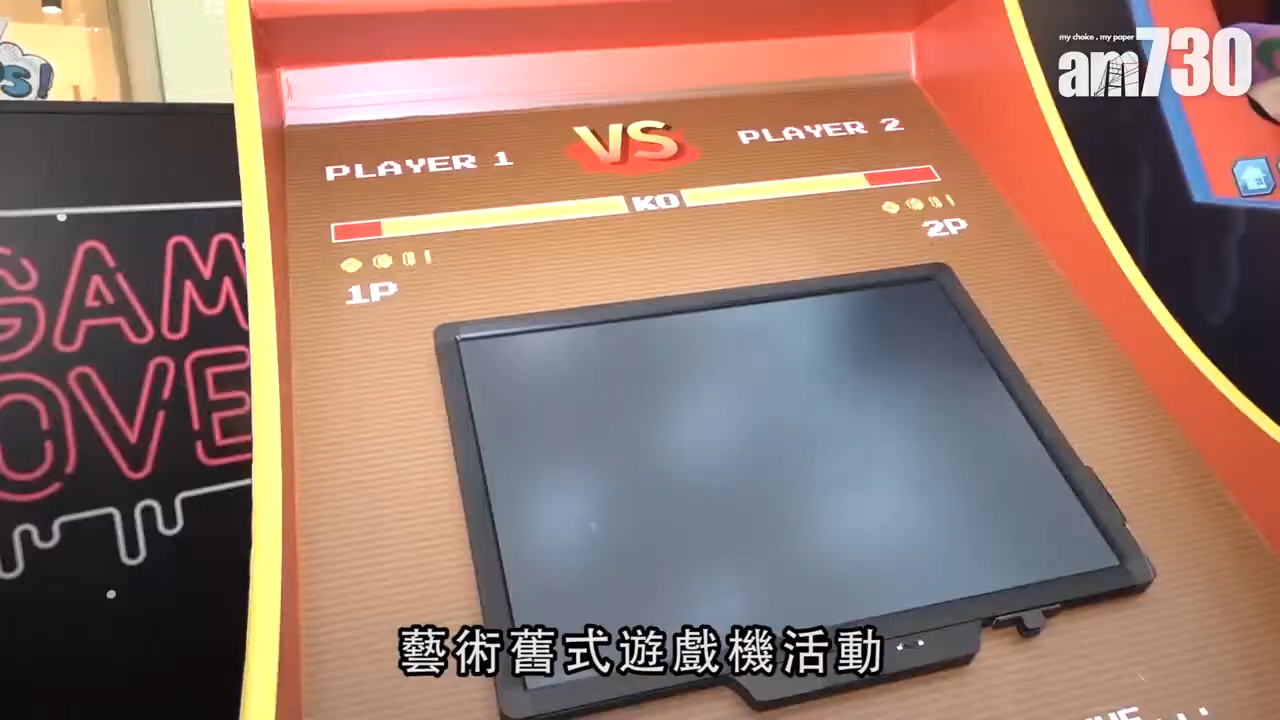 my choice . my paper
am730
VS
PLAYER 1
PLAYER 2
KO
1P
2P
GAM
OVE
藝術舊式遊戲機活動